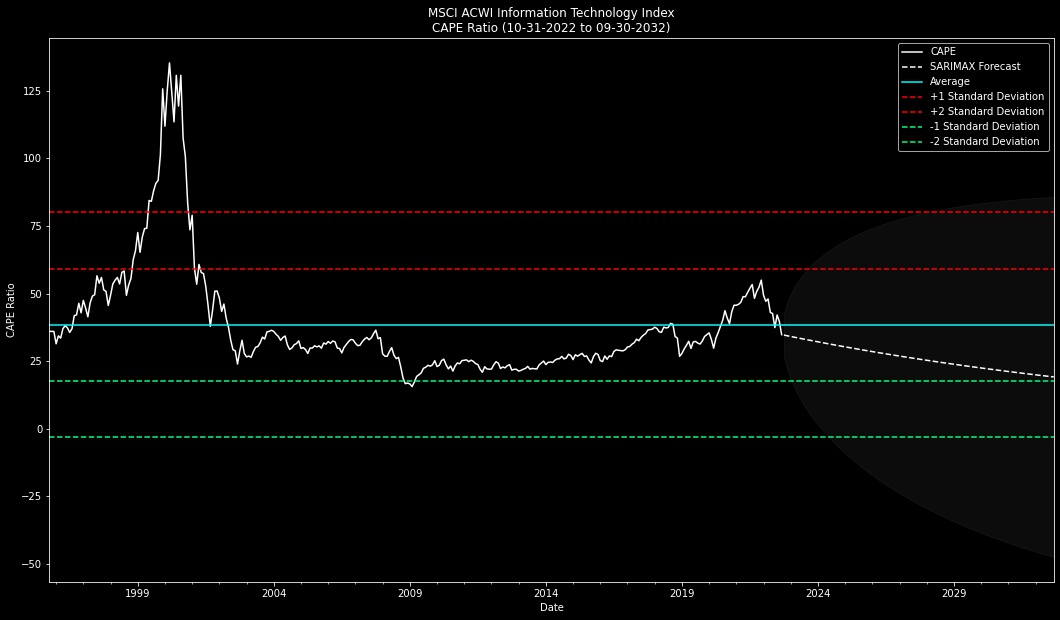 MSCI ACWI Information Technology Index
CAPE Ratio (10-31-2022 to 09-30-2032)
CAPE
SARIMAX Forecast
Average
+1 Standard Deviation
+2 Standard Deviation
-1 Standard Deviation
-2 Standard Deviation
CAPE Ratio
125
100
75
50
25
0
−25
−50
1999
2004
2009
2014
2019
2024
2029
Date